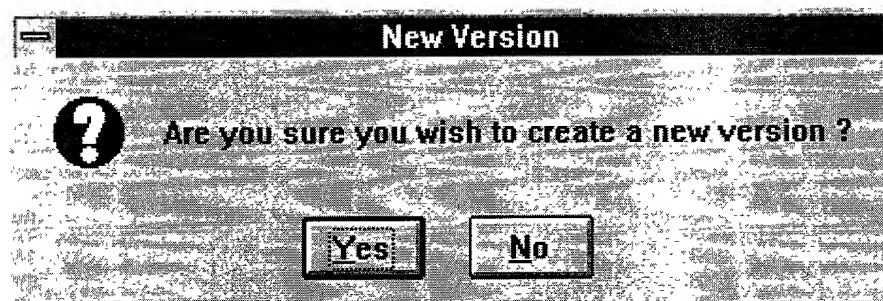 New Version
Are you sure you wish to create a new version ?
Yes
No